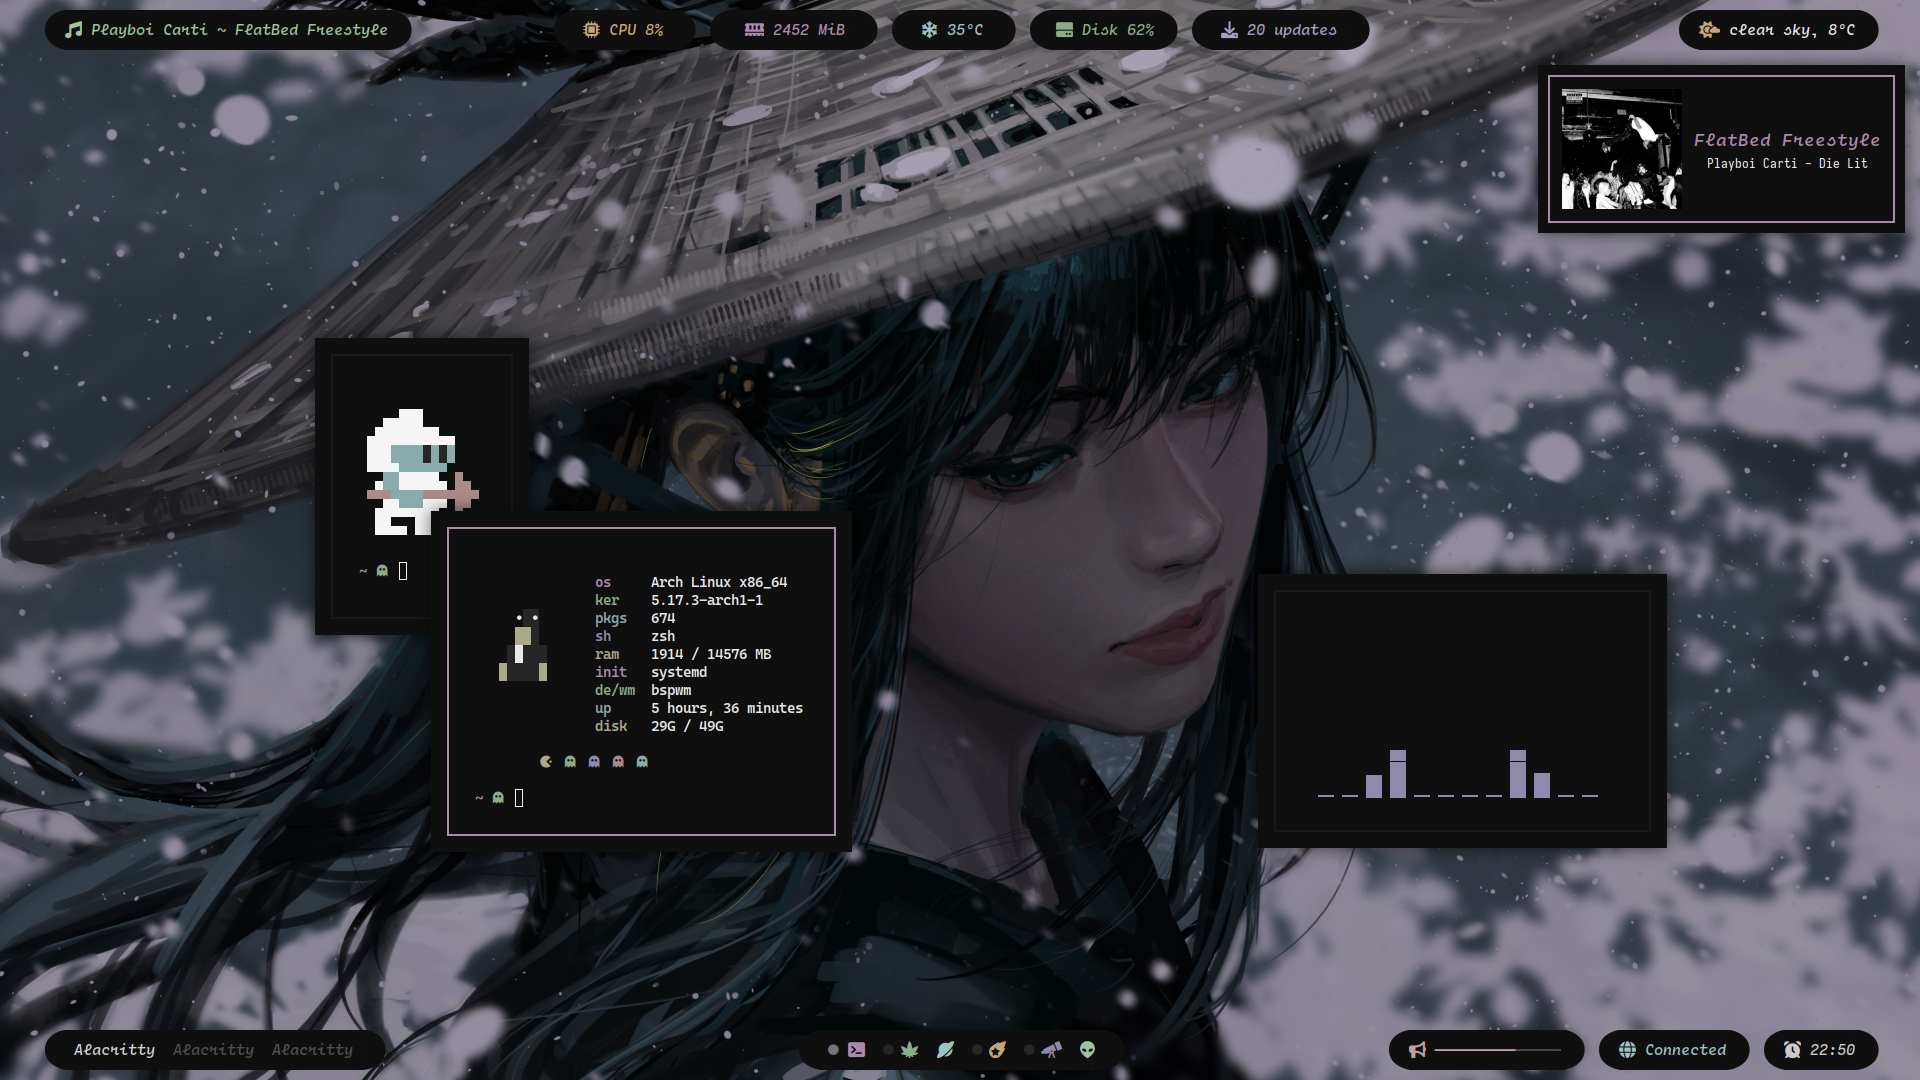 Playboi Carti ~ FlatBed Freestyle
CPU 8%
2452 MiB
35°C
Disk 62%
20 updates
clear sky, 8°C
FlatBed Freestyle
Playboi Carti - Die Lit
~
os Arch Linux x86_64
ker 5.17.3-arch1-1
pkgs 674
sh zsh
ram 1914 / 14576 MB
init systemd
de/wm bspwm
up 5 hours, 36 minutes
disk 29G / 49G
~
Alacritty Alacritty Alacritty
Connected
22:50